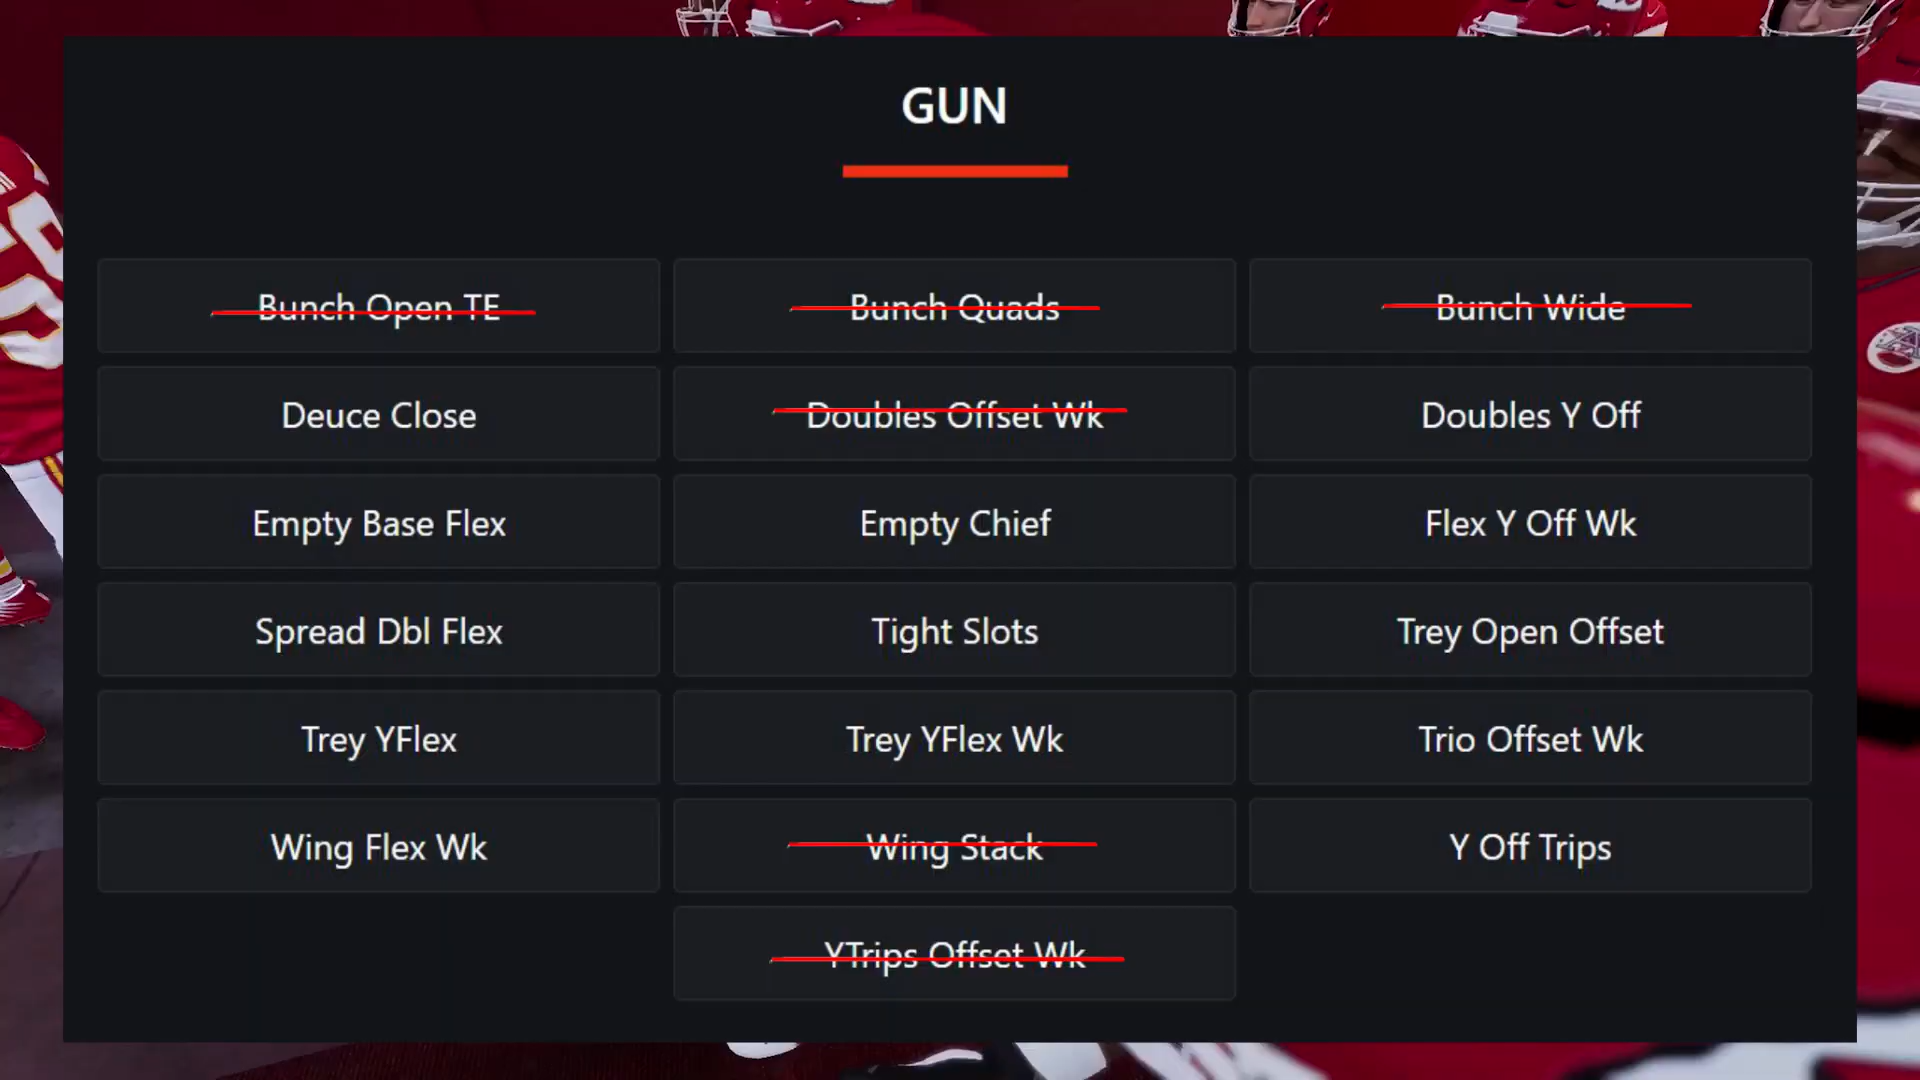 GUN
Bunch Open TE
Bunch Quads
Bunch Wide
Deuce Close
Doubles Offset Wk
Doubles Y Off
Empty Base Flex
Empty Chief
Flex Y Off Wk
Spread Dbl Flex
Tight Slots
Trey Open Offset
Trey YFlex
Trey YFlex Wk
Trio Offset Wk
Wing Flex Wk
Wing Stack
Y Off Trips
YTrips Offset Wk